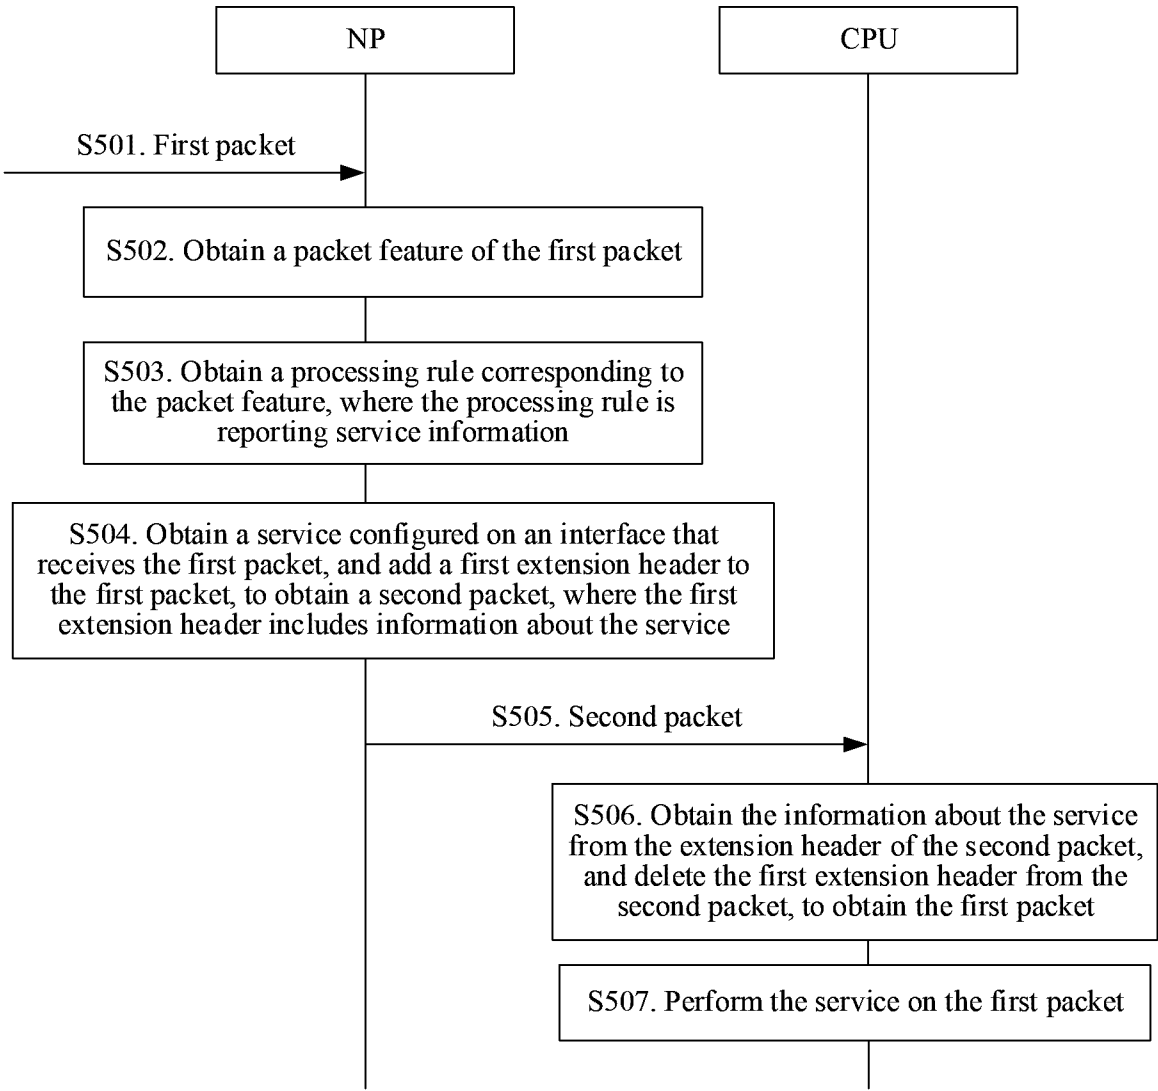 NP
CPU
S501. First packet
S502. Obtain a packet feature of the first packet
S503. Obtain a processing rule corresponding to
the packet feature, where the processing rule is
reporting service information
S504. Obtain a service configured on an interface that
receives the first packet, and add a first extension header to
the first packet, to obtain a second packet, where the first
extension header includes information about the service
S505. Second packet
S506. Obtain the information about the service
from the extension header of the second packet,
and delete the first extension header from the
second packet, to obtain the first packet
S507. Perform the service on the first packet